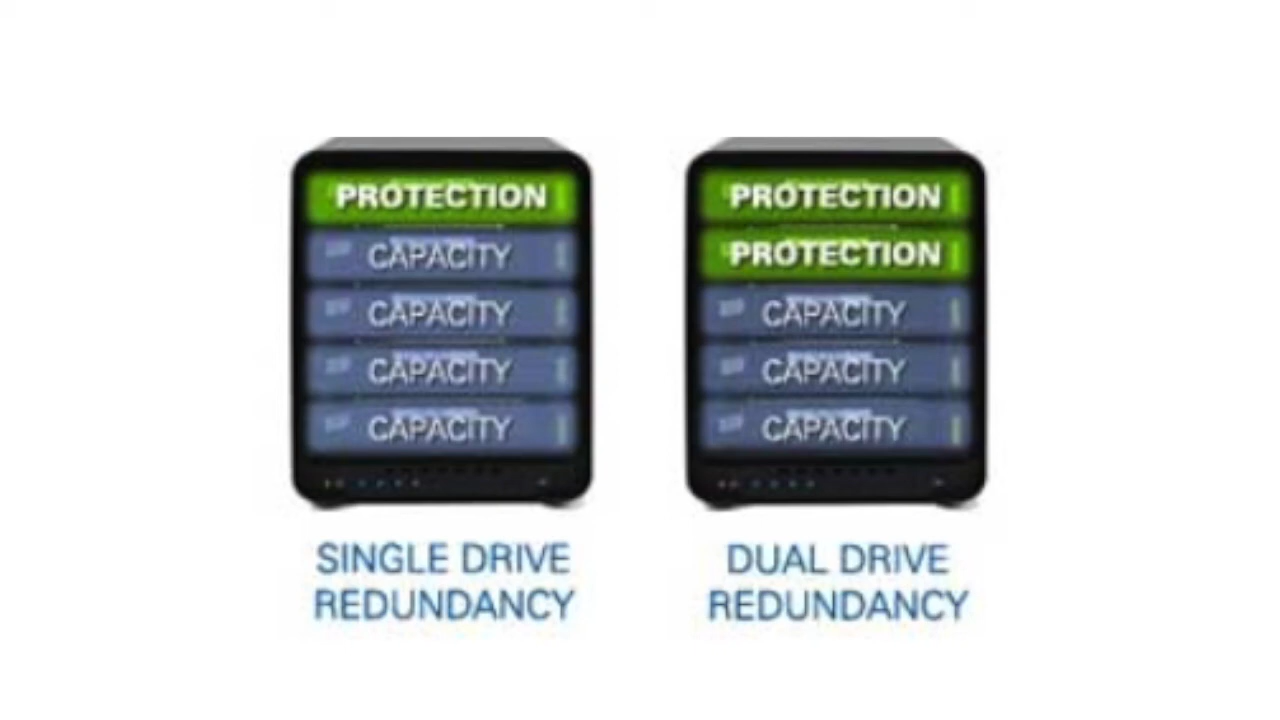 PROTECTION
CAPACITY
CAPACITY
CAPACITY
CAPACITY
SINGLE DRIVE
REDUNDANCY
PROTECTION
PROTECTION
CAPACITY
CAPACITY
CAPACITY
DUAL DRIVE
REDUNDANCY